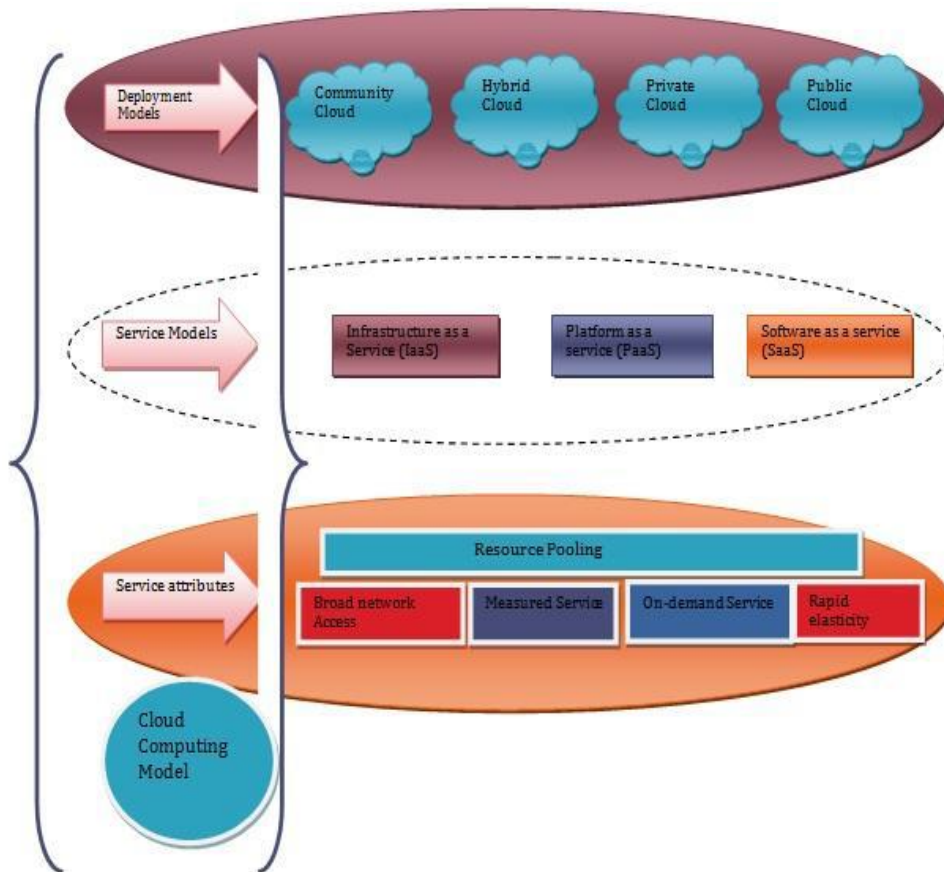 Deployment
Models
Community
Cloud
Hybrid
Cloud
Private
Cloud
Public
Cloud
Service Models
Infrastructure as a
Service (IaaS)
Platform as a
service (PaaS)
Software as a service
(SaaS)
Service attributes
Resource Pooling
Broad network
Access
Measured Service
On-demand Service
Rapid
elasticity
Cloud
Computing
Model